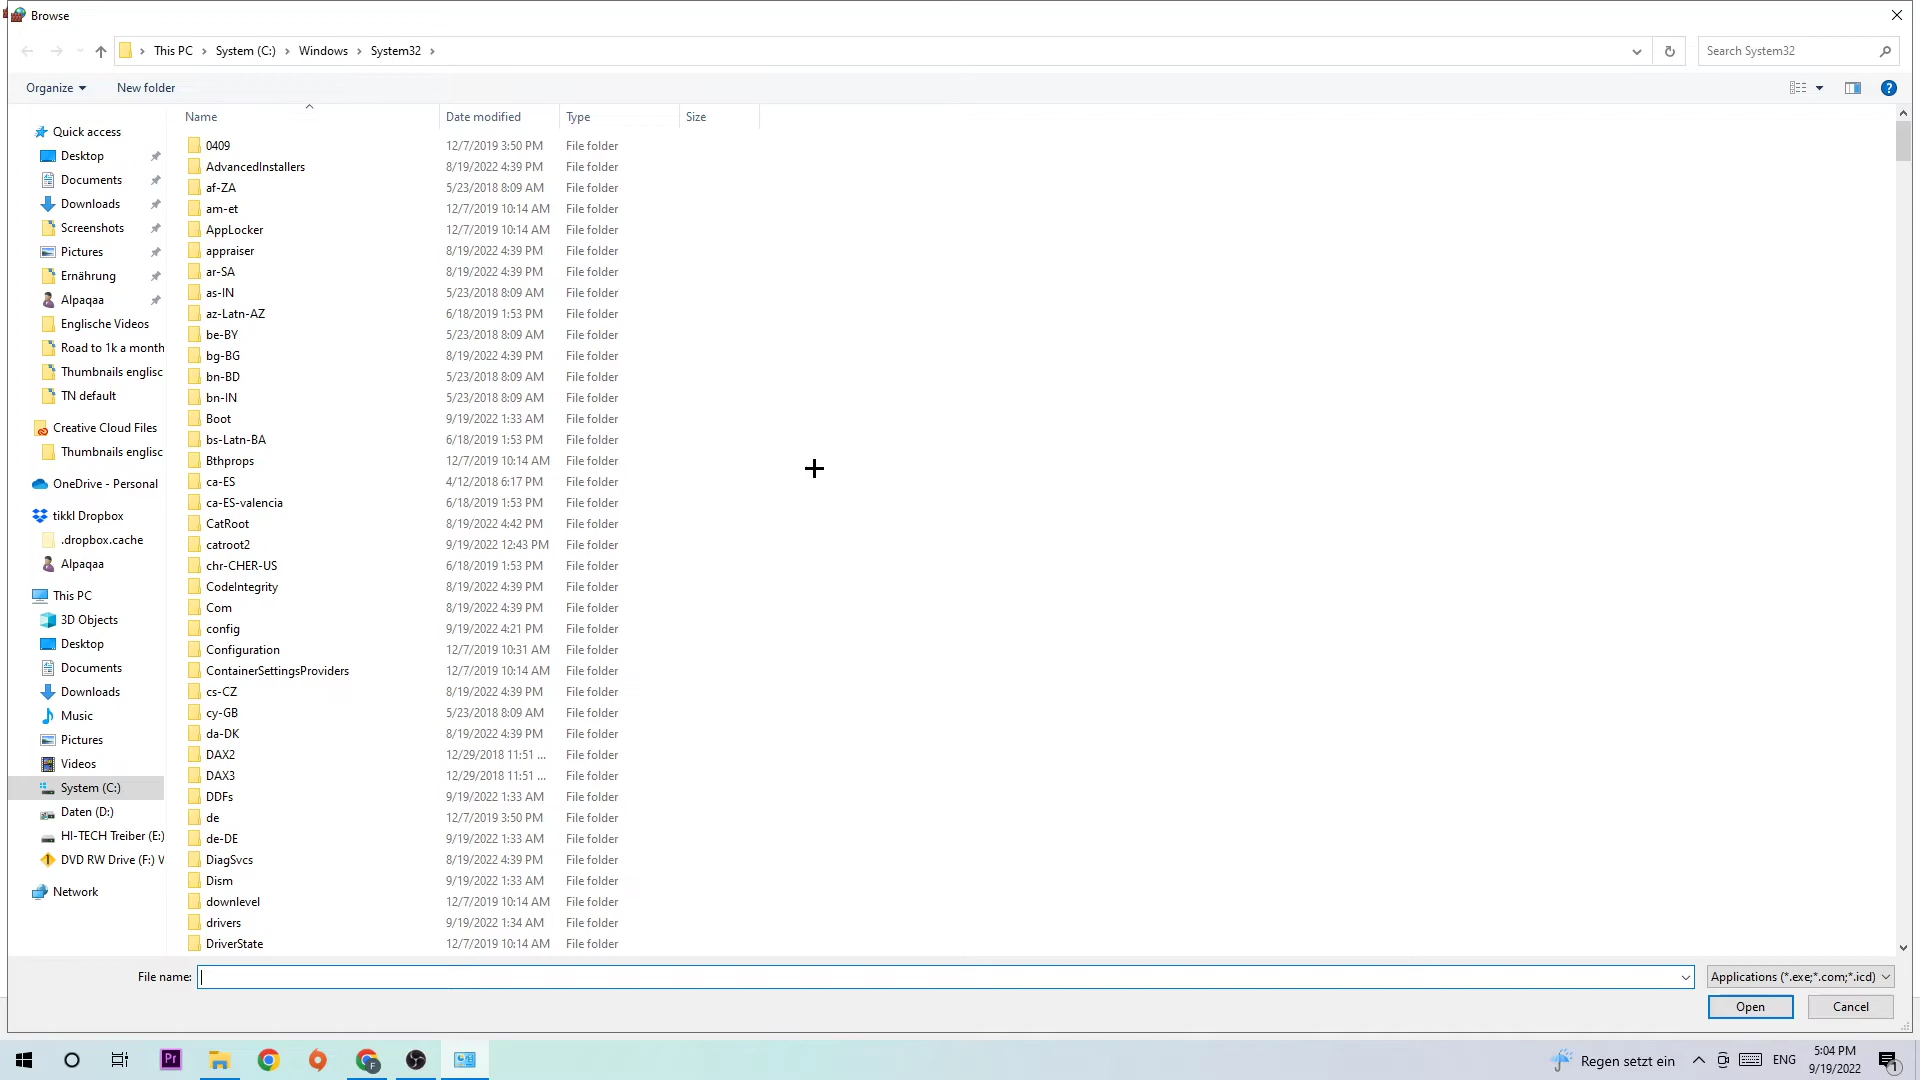 Browse
This PC > System (C:) > Windows > System32 >
Search System32
Organize
New folder
Name Date modified Type Size
Quick access
Desktop
Documents
Downloads
Screenshots
Pictures
Ernährung
Alpaqaa
Englische Videos
Road to 1k a month
Thumbnails englisc
TN default
Creative Cloud Files
Thumbnails englisc
OneDrive - Personal
tikkl Dropbox
.dropbox.cache
Alpaqaa
This PC
3D Objects
Desktop
Documents
Downloads
Music
Pictures
Videos
System (C:)
Daten (D:)
HI-TECH Treiber (E:)
DVD RW Drive (F:) V
Network
0409 12/7/2019 3:50 PM File folder
AdvancedInstallers 8/19/2022 4:39 PM File folder
af-ZA 5/23/2018 8:09 AM File folder
am-et 12/7/2019 10:14 AM File folder
AppLocker 12/7/2019 10:14 AM File folder
appraiser 8/19/2022 4:39 PM File folder
ar-SA 8/19/2022 4:39 PM File folder
as-IN 5/23/2018 8:09 AM File folder
az-Latn-AZ 6/18/2019 1:53 PM File folder
be-BY 5/23/2018 8:09 AM File folder
bg-BG 8/19/2022 4:39 PM File folder
bn-BD 5/23/2018 8:09 AM File folder
bn-IN 5/23/2018 8:09 AM File folder
Boot 9/19/2022 1:33 AM File folder
bs-Latn-BA 6/18/2019 1:53 PM File folder
Bthprops 12/7/2019 10:14 AM File folder
ca-ES 4/12/2018 6:17 PM File folder
ca-ES-valencia 6/18/2019 1:53 PM File folder
CatRoot 8/19/2022 4:42 PM File folder
catroot2 9/19/2022 12:43 PM File folder
chr-CHER-US 6/18/2019 1:53 PM File folder
CodeIntegrity 8/19/2022 4:39 PM File folder
Com 8/19/2022 4:39 PM File folder
config 9/19/2022 4:21 PM File folder
Configuration 12/7/2019 10:31 AM File folder
ContainerSettingsProviders 12/7/2019 10:14 AM File folder
cs-CZ 8/19/2022 4:39 PM File folder
cy-GB 5/23/2018 8:09 AM File folder
da-DK 8/19/2022 4:39 PM File folder
DAX2 12/29/2018 11:51 ... File folder
DAX3 12/29/2018 11:51 ... File folder
DDFs 9/19/2022 1:33 AM File folder
de 12/7/2019 3:50 PM File folder
de-DE 9/19/2022 1:33 AM File folder
DiagSvcs 8/19/2022 4:39 PM File folder
Dism 9/19/2022 1:33 AM File folder
downlevel 12/7/2019 10:14 AM File folder
drivers 9/19/2022 1:34 AM File folder
DriverState 12/7/2019 10:14 AM File folder
File name:
Applications (*.exe;*.com;*.icd)
Open
Cancel
Pr
F
Regen setzt ein
ENG
5:04 PM
9/19/2022
1